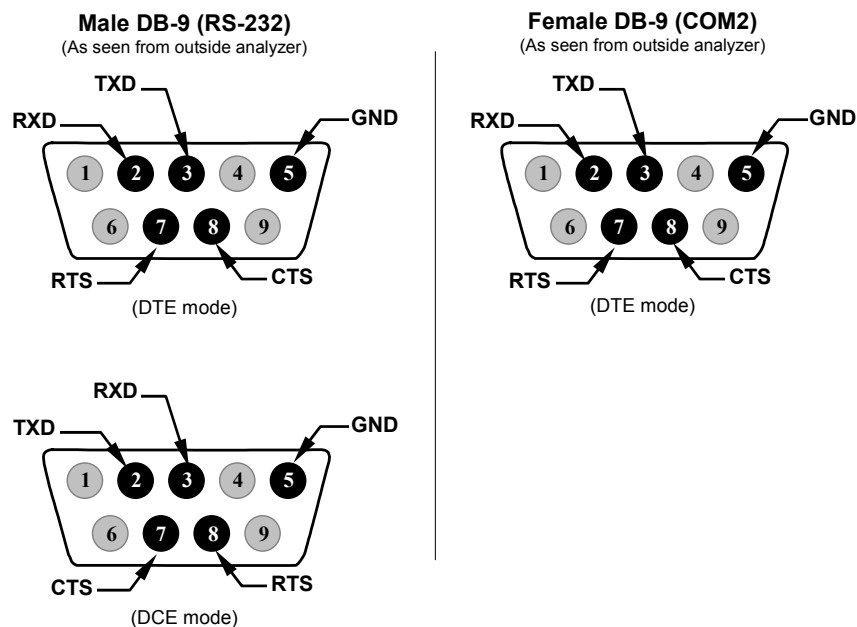 Male DB-9 (RS-232)
(As seen from outside analyzer)
TXD
RXD
GND
1 2 3 4 5
6 7 8 9
RTS
CTS
(DTE mode)
RXD
TXD
GND
1 2 3 4 5
6 7 8 9
CTS
RTS
(DCE mode)
Female DB-9 (COM2)
(As seen from outside analyzer)
TXD
RXD
GND
1 2 3 4 5
6 7 8 9
RTS
CTS
(DTE mode)